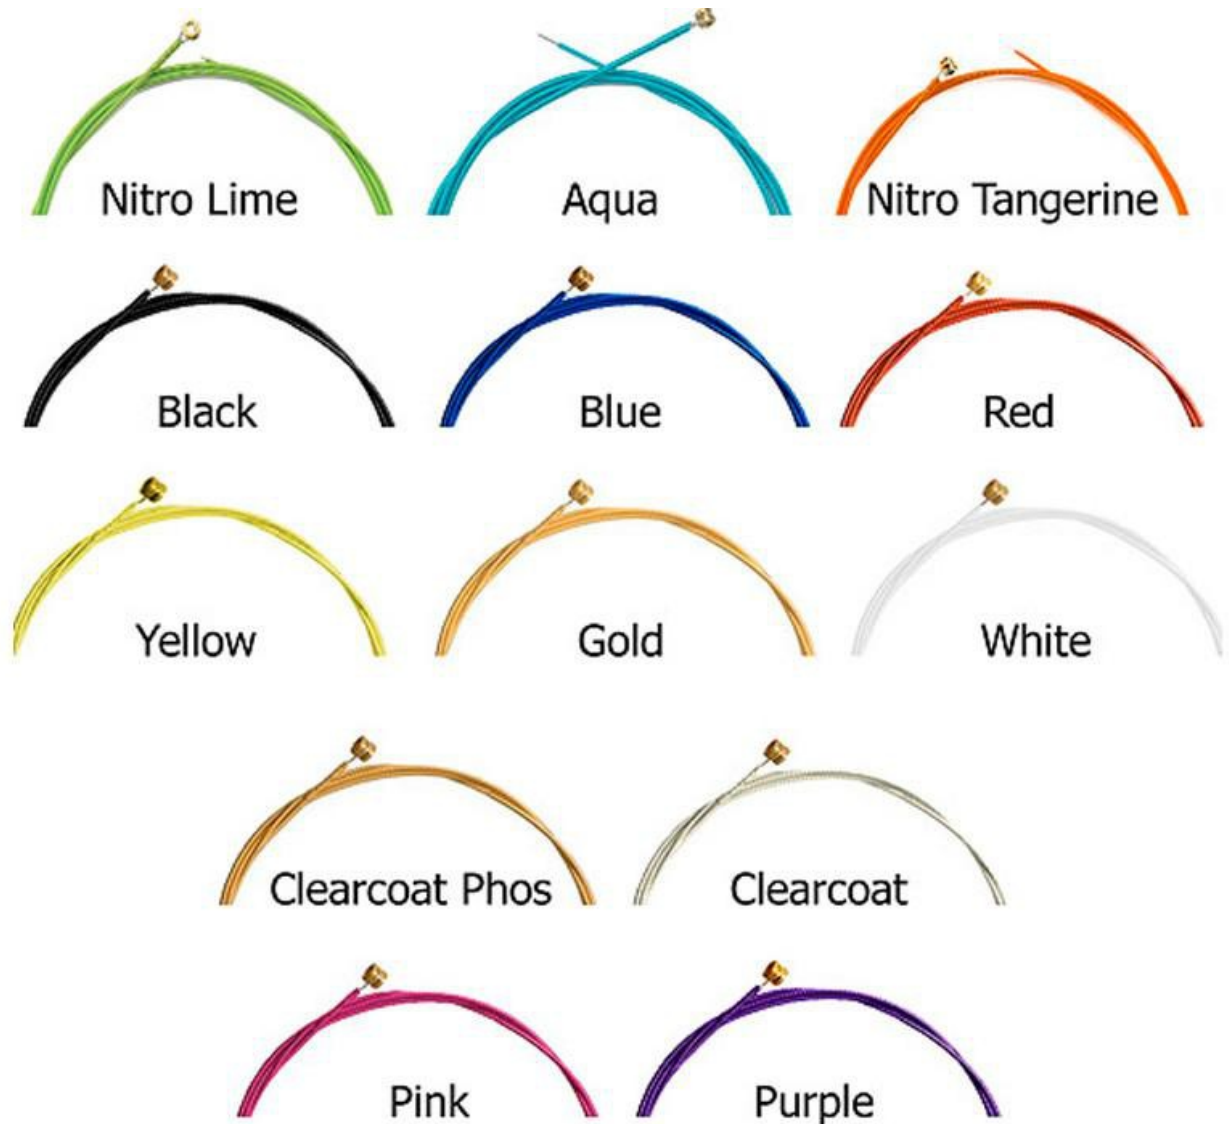 Nitro Lime
Aqua
Nitro Tangerine
Black
Blue
Red
Yellow
Gold
White
Clearcoat Phos
Clearcoat
Pink
Purple